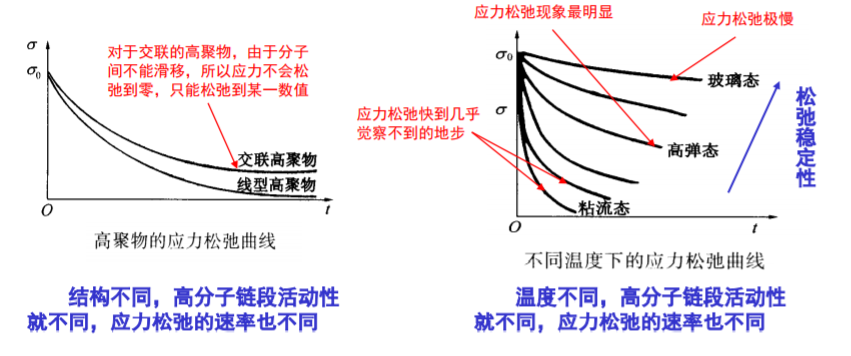 σ
σ₀
对于交联的高聚物，由于分子
间不能滑移，所以应力不会松
弛到零，只能松弛到某一数值
交联高聚物
线型高聚物
O
t
高聚物的应力松弛曲线
结构不同，高分子链段活动性
就不同，应力松弛的速率也不同
应力松弛现象最明显
应力松弛极慢
σ₀
玻璃态
应力松弛快到几乎
觉察不到的地步
σ
高弹态
松弛稳定性
粘流态
O
t
不同温度下的应力松弛曲线
温度不同，高分子链段活动性
就不同，应力松弛的速率也不同